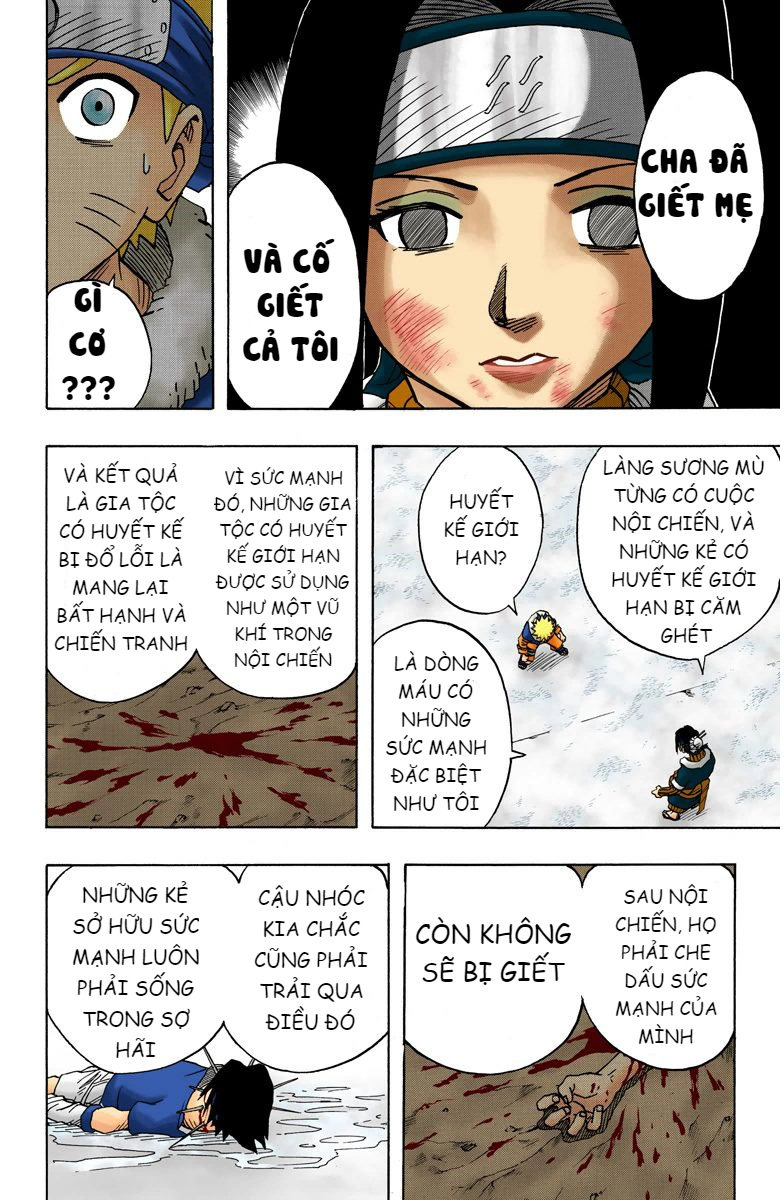 CHA ĐÃ
GIẾT MẸ
VÀ CỐ
GIẾT
CẢ TÔI
GÌ
CƠ
???
LÀNG SƯƠNG MÙ
TỪNG CÓ CUỘC
NỘI CHIẾN, VÀ
NHỮNG KẺ CÓ
HUYẾT KẾ GIỚI
HẠN BỊ CĂM
GHÉT
HUYẾT
KẾ GIỚI
HẠN?
LÀ DÒNG
MÁU CÓ
NHỮNG
SỨC MẠNH
ĐẶC BIỆT
NHƯ TÔI
VÌ SỨC MẠNH
ĐÓ, NHỮNG GIA
TỘC CÓ HUYẾT
KẾ GIỚI HẠN
ĐƯỢC SỬ DỤNG
NHƯ MỘT VŨ
KHÍ TRONG
NỘI CHIẾN
VÀ KẾT QUẢ
LÀ GIA TỘC
CÓ HUYẾT KẾ
BỊ ĐỔ LỖI LÀ
MANG LẠI
BẤT HẠNH VÀ
CHIẾN TRANH
SAU NỘI
CHIẾN, HỌ
PHẢI CHE
DẤU SỨC
MẠNH CỦA
MÌNH
CÒN KHÔNG
SẼ BỊ GIẾT
CẬU NHÓC
KIA CHẮC
CŨNG PHẢI
TRẢI QUA
ĐIỀU ĐÓ
NHỮNG KẺ
SỞ HỮU SỨC
MẠNH LUÔN
PHẢI SỐNG
TRONG SỢ
HÃI